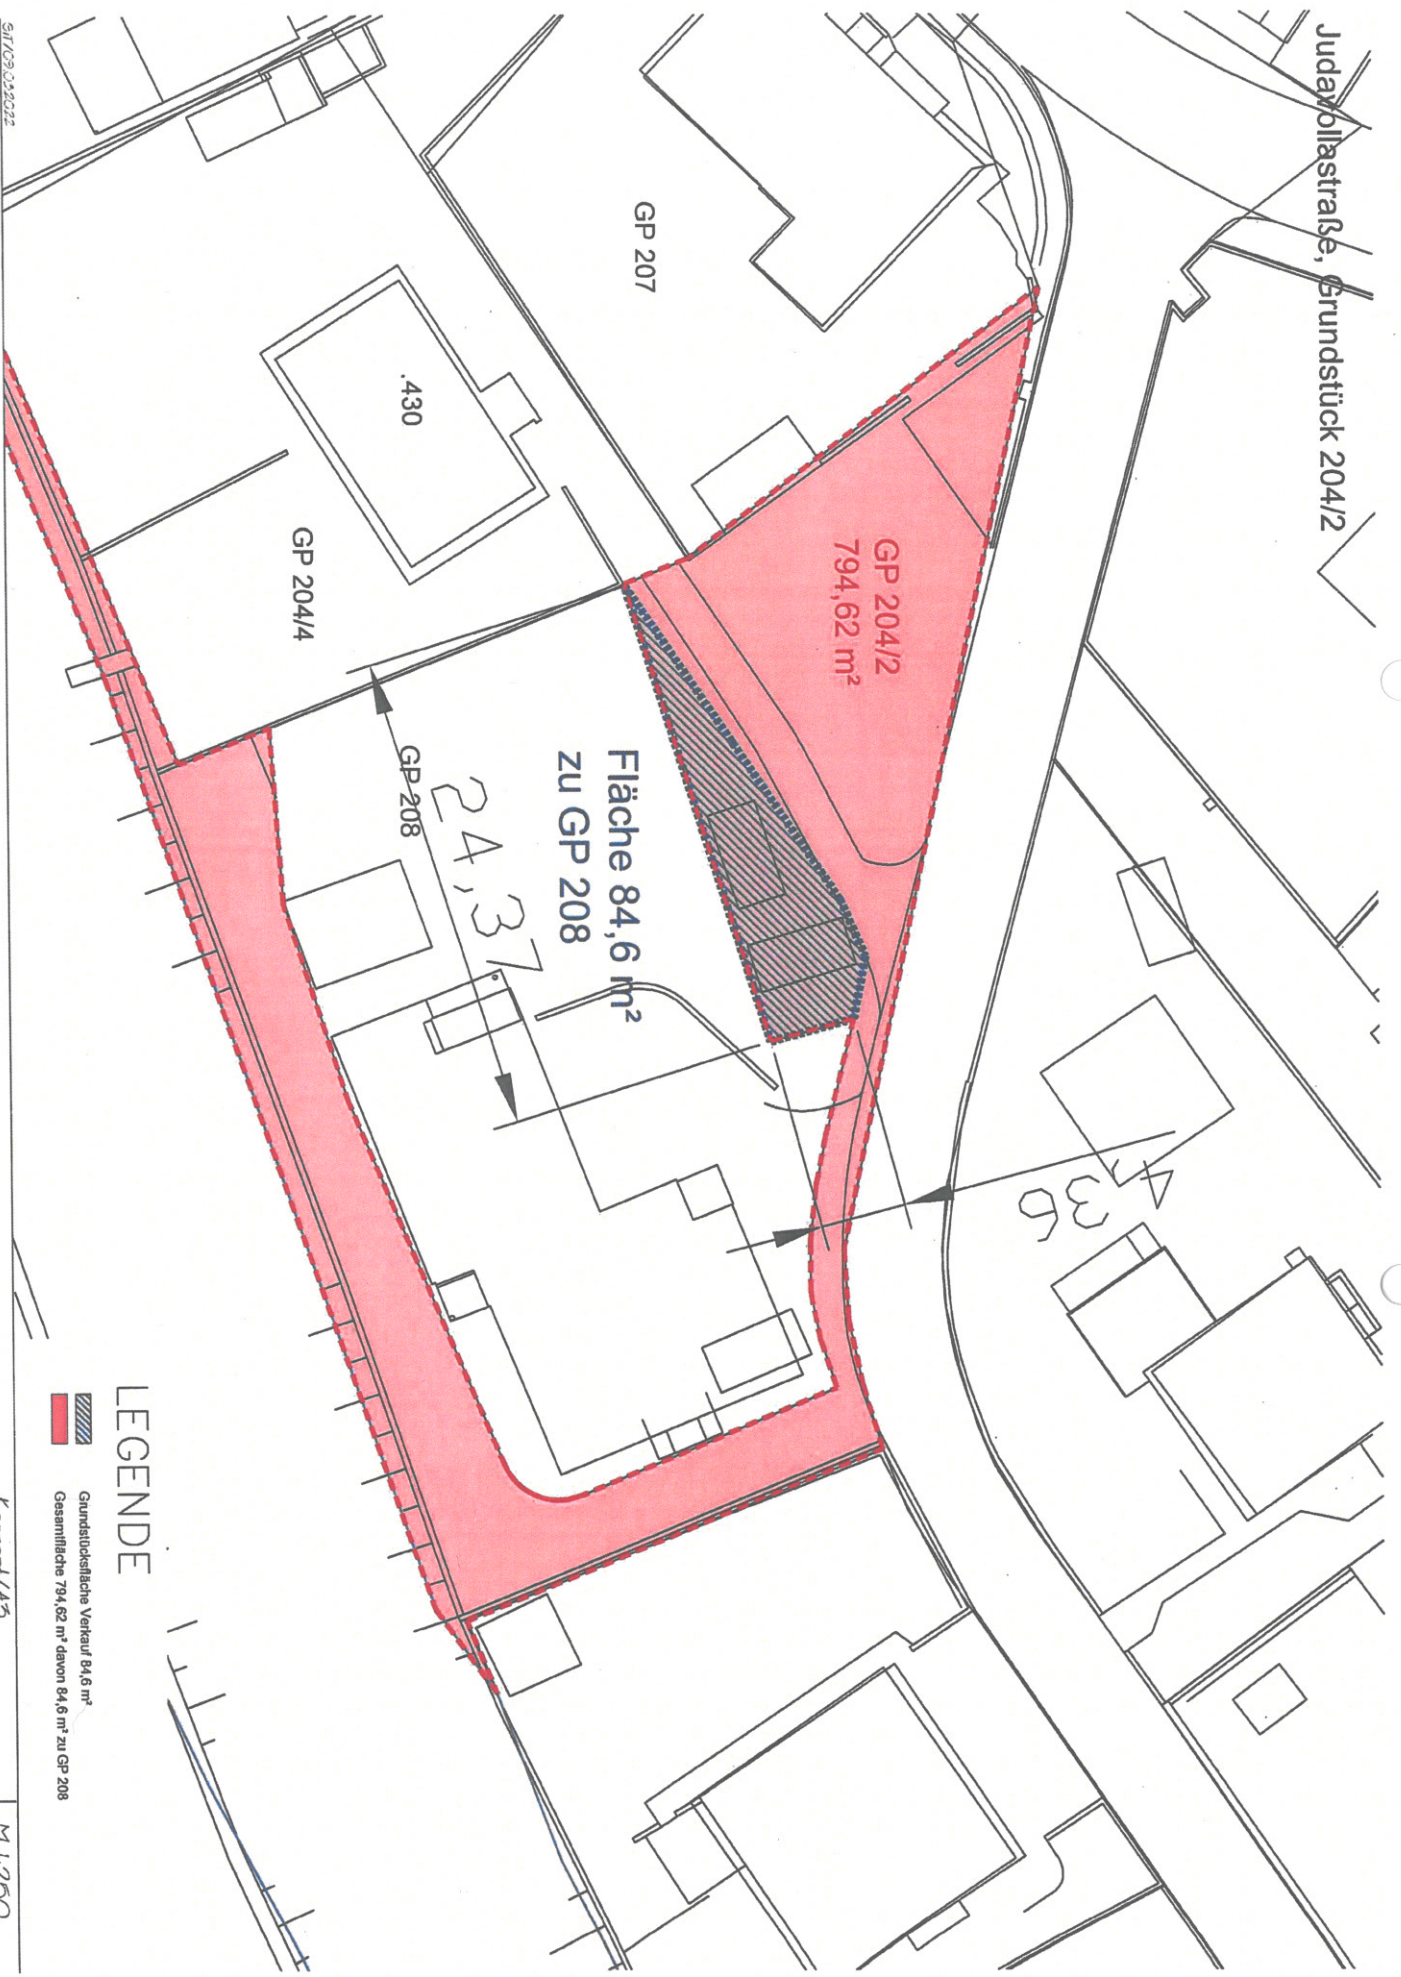 Judavollastraße, Grundstück 204/2
GP 207
.430
GP 204/4
GP 204/2
794,62 m²
Fläche 84,6 m²
zu GP 208
GP 208
24,37
4,36
LEGENDE
Grundstücksfläche Verkauf 84,6 m²
Gesamtfläche 794,62 m² davon 84,6 m² zu GP 208
M 1:250